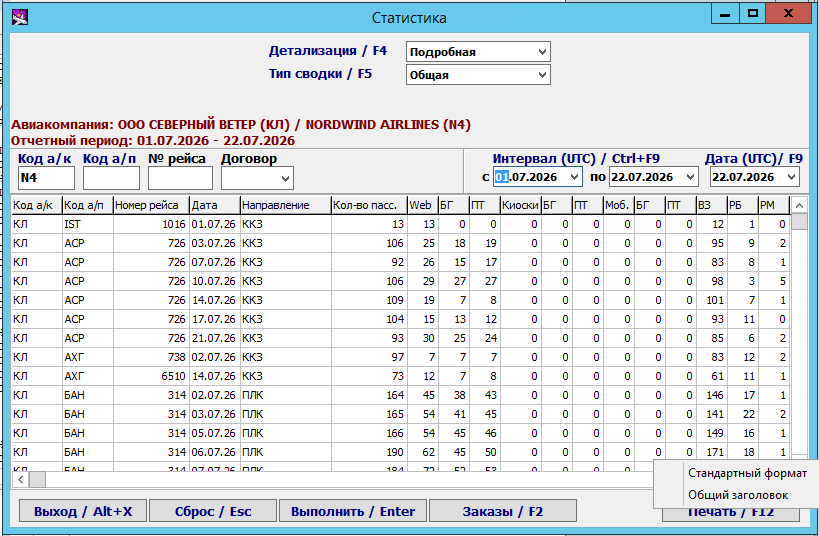 Статистика
Детализация / F4 Подробная
Тип сводки / F5 Общая
Авиакомпания: ООО СЕВЕРНЫЙ ВЕТЕР (КЛ) / NORDWIND AIRLINES (N4)
Отчетный период: 01.07.2026 - 22.07.2026
Код а/к Код а/п № рейса Договор Интервал (UTC) / Ctrl+F9 Дата (UTC)/ F9
N4 с 01.07.2026 по 22.07.2026 22.07.2026
Код а/к Код а/п Номер рейса Дата Направление Кол-во пасс. Web БГ ПТ Киоски БГ ПТ Моб. БГ ПТ ВЗ РБ РМ
КЛ IST 1016 01.07.26 ККЗ 13 13 0 0 0 0 0 0 0 0 12 1 0
КЛ АСР 726 03.07.26 ККЗ 106 25 18 19 0 0 0 0 0 0 95 9 2
КЛ АСР 726 07.07.26 ККЗ 92 26 15 17 0 0 0 0 0 0 83 8 1
КЛ АСР 726 10.07.26 ККЗ 106 29 27 27 0 0 0 0 0 0 98 3 5
КЛ АСР 726 14.07.26 ККЗ 109 19 7 8 0 0 0 0 0 0 101 7 1
КЛ АСР 726 17.07.26 ККЗ 104 15 13 12 0 0 0 0 0 0 93 11 0
КЛ АСР 726 21.07.26 ККЗ 93 30 25 24 0 0 0 0 0 0 85 6 2
КЛ АХГ 738 02.07.26 ККЗ 97 7 7 7 0 0 0 0 0 0 83 12 2
КЛ АХГ 6510 14.07.26 ККЗ 73 12 7 8 0 0 0 0 0 0 61 11 1
КЛ БАН 314 02.07.26 ПЛК 164 45 38 43 0 0 0 0 0 0 146 17 1
КЛ БАН 314 03.07.26 ПЛК 165 54 41 45 0 0 0 0 0 0 141 22 2
КЛ БАН 314 05.07.26 ПЛК 166 54 45 46 0 0 0 0 0 0 149 16 1
КЛ БАН 314 06.07.26 ПЛК 190 62 45 50 0 0 0 0 0 0 171 18 1
КЛ БАН 314 07.07.26 ПЛК 184 72 52 53 0 0 0 0 0
Стандартный формат
Общий заголовок
Выход / Alt+X Сброс / Esc Выполнить / Enter Заказы / F2 Печать / F12